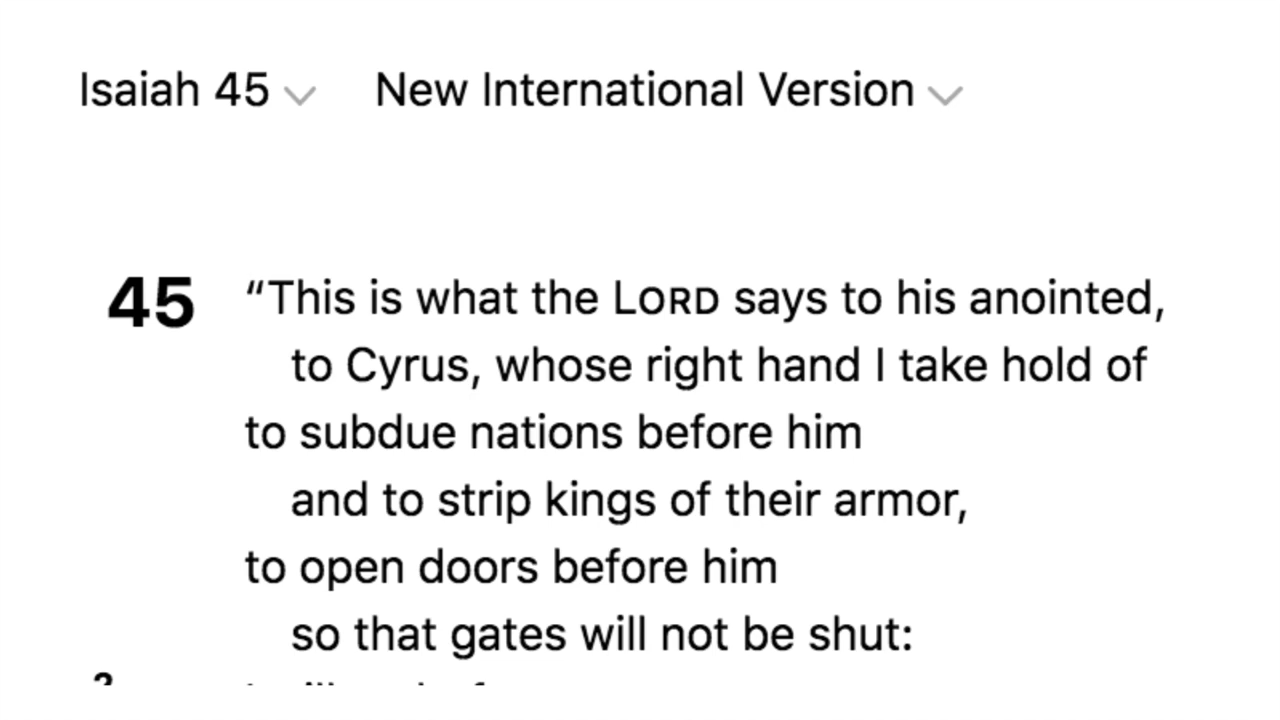 Isaiah 45 New International Version
45 “This is what the LORD says to his anointed,
to Cyrus, whose right hand I take hold of
to subdue nations before him
and to strip kings of their armor,
to open doors before him
so that gates will not be shut: